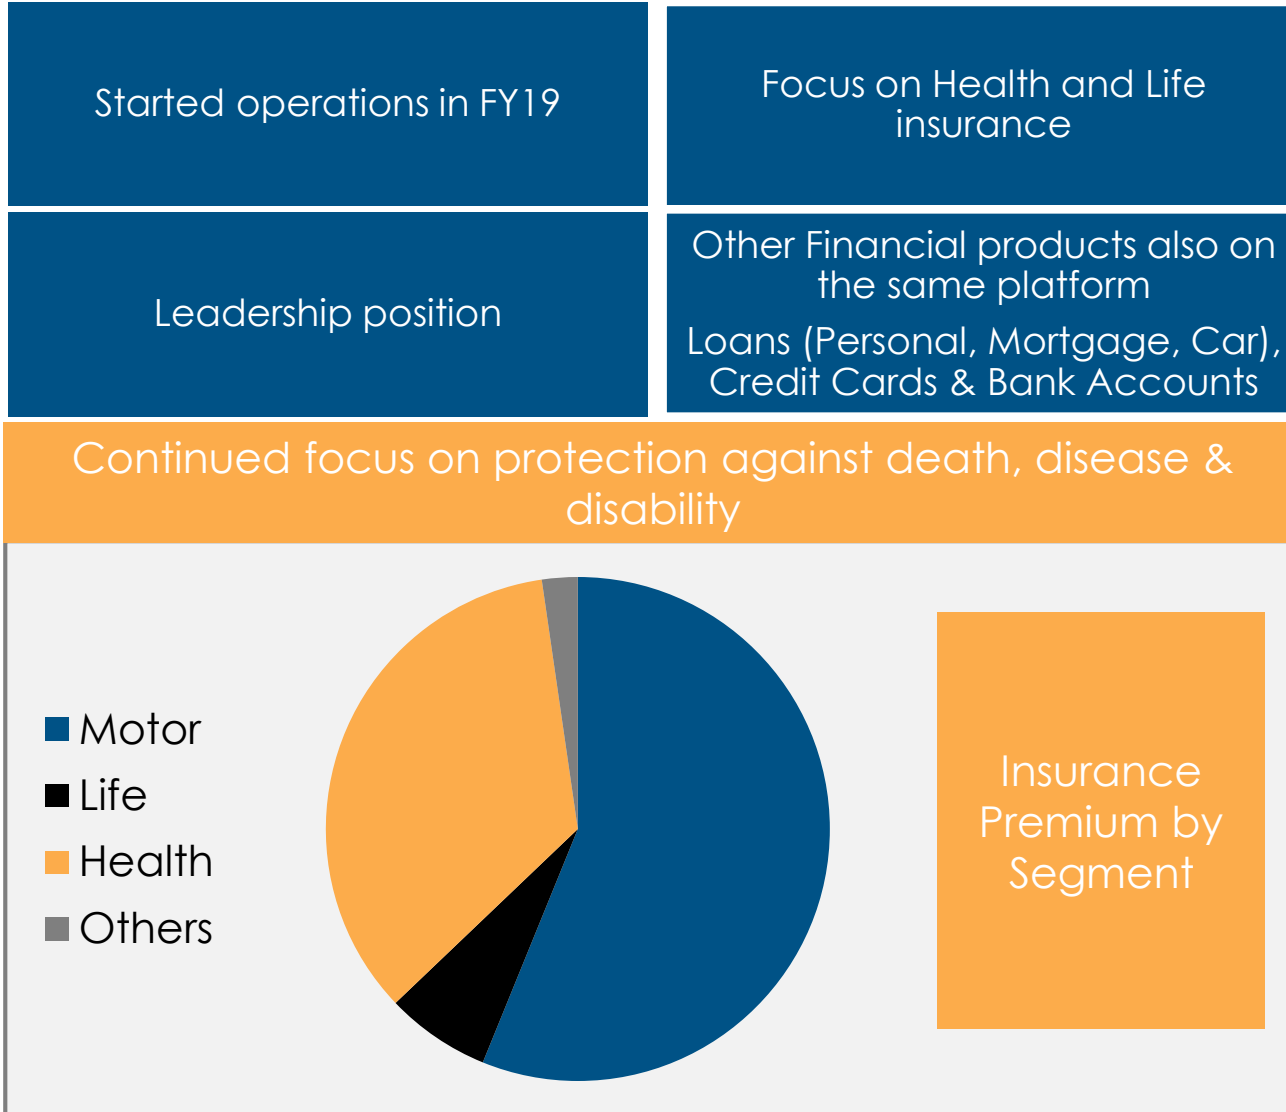 Started operations in FY19
Focus on Health and Life
insurance
Leadership position
Other Financial products also on
the same platform
Loans (Personal, Mortgage, Car),
Credit Cards & Bank Accounts
Continued focus on protection against death, disease &
disability
Motor
Life
Health
Others
Insurance
Premium by
Segment